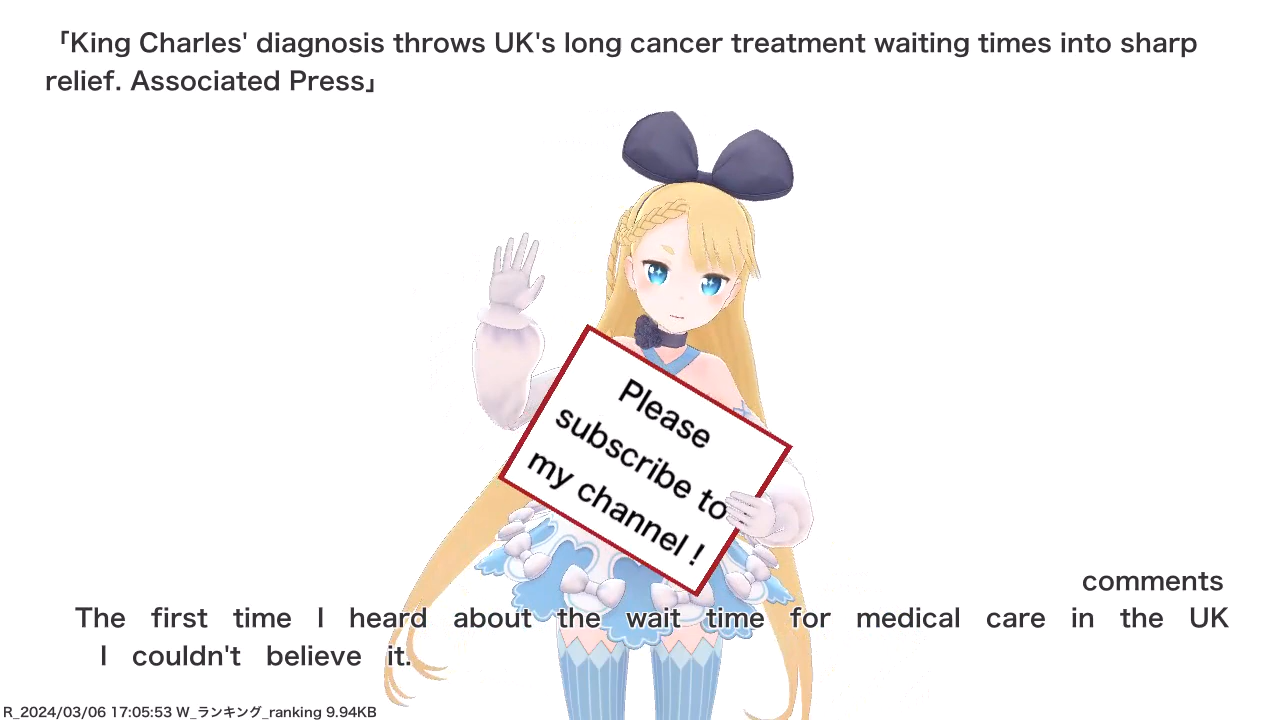 「King Charles' diagnosis throws UK's long cancer treatment waiting times into sharp
relief. Associated Press」
Please
subscribe to
my channel !
comments
The first time I heard about the wait time for medical care in the UK
I couldn't believe it.
R_2024/03/06 17:05:53 W_ランキング_ranking 9.94KB